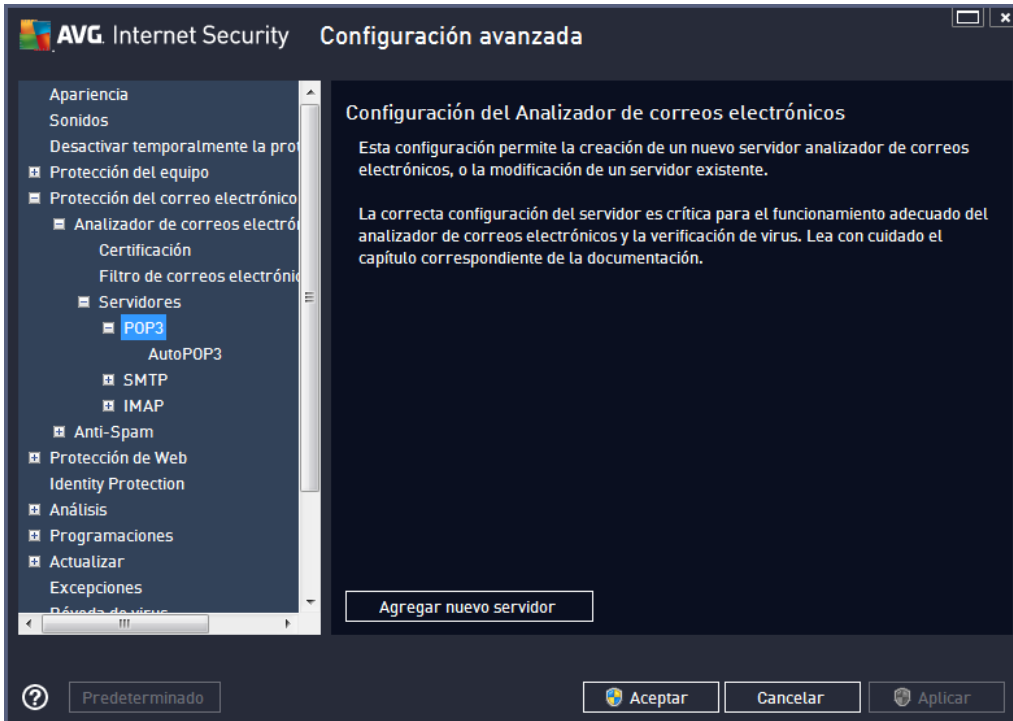 AVG. Internet Security Configuración avanzada
Apariencia
Sonidos
Desactivar temporalmente la pro
Protección del equipo
Protección del correo electrónico
Analizador de correos electró
Certificación
Filtro de correos electróni
Servidores
POP3
AutoPOP3
SMTP
IMAP
Anti-Spam
Protección de Web
Identity Protection
Análisis
Programaciones
Actualizar
Excepciones
Bóveda de virus
Configuración del Analizador de correos electrónicos
Esta configuración permite la creación de un nuevo servidor analizador de correos
electrónicos, o la modificación de un servidor existente.
La correcta configuración del servidor es crítica para el funcionamiento adecuado del
analizador de correos electrónicos y la verificación de virus. Lea con cuidado el
capítulo correspondiente de la documentación.
Agregar nuevo servidor
? Predeterminado
Aceptar
Cancelar
Aplicar